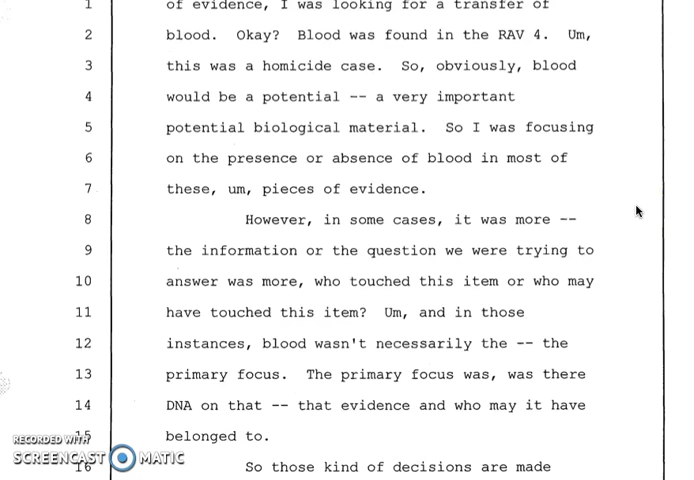 1 of evidence, I was looking for a transfer of
2 blood. Okay? Blood was found in the RAV 4. Um,
3 this was a homicide case. So, obviously, blood
4 would be a potential -- a very important
5 potential biological material. So I was focusing
6 on the presence or absence of blood in most of
7 these, um, pieces of evidence.
8 However, in some cases, it was more --
9 the information or the question we were trying to
10 answer was more, who touched this item or who may
11 have touched this item? Um, and in those
12 instances, blood wasn't necessarily the -- the
13 primary focus. The primary focus was, was there
14 DNA on that -- that evidence and who may it have
15 belonged to.
16 So those kind of decisions are made
RECORDED WITH
SCREENCAST MATIC